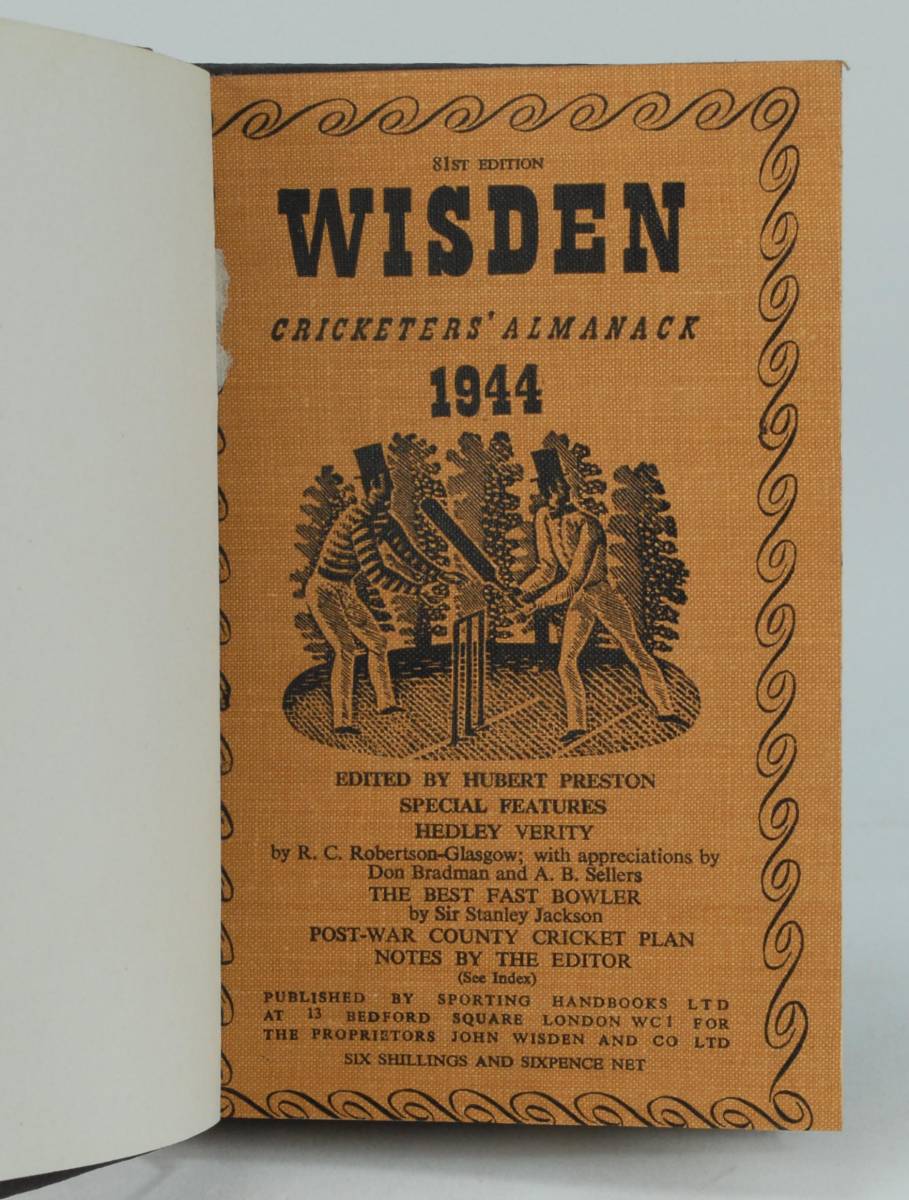 81ST EDITION
WISDEN
CRICKETERS' ALMANACK
1944
EDITED BY HUBERT PRESTON
SPECIAL FEATURES
HEDLEY VERITY
by R. C. Robertson-Glasgow; with appreciations by
Don Bradman and A. B. Sellers
THE BEST FAST BOWLER
by Sir Stanley Jackson
POST-WAR COUNTY CRICKET PLAN
NOTES BY THE EDITOR
(See Index)
PUBLISHED BY SPORTING HANDBOOKS LTD
AT 13 BEDFORD SQUARE LONDON WC1 FOR
THE PROPRIETORS JOHN WISDEN AND CO LTD
SIX SHILLINGS AND SIXPENCE NET